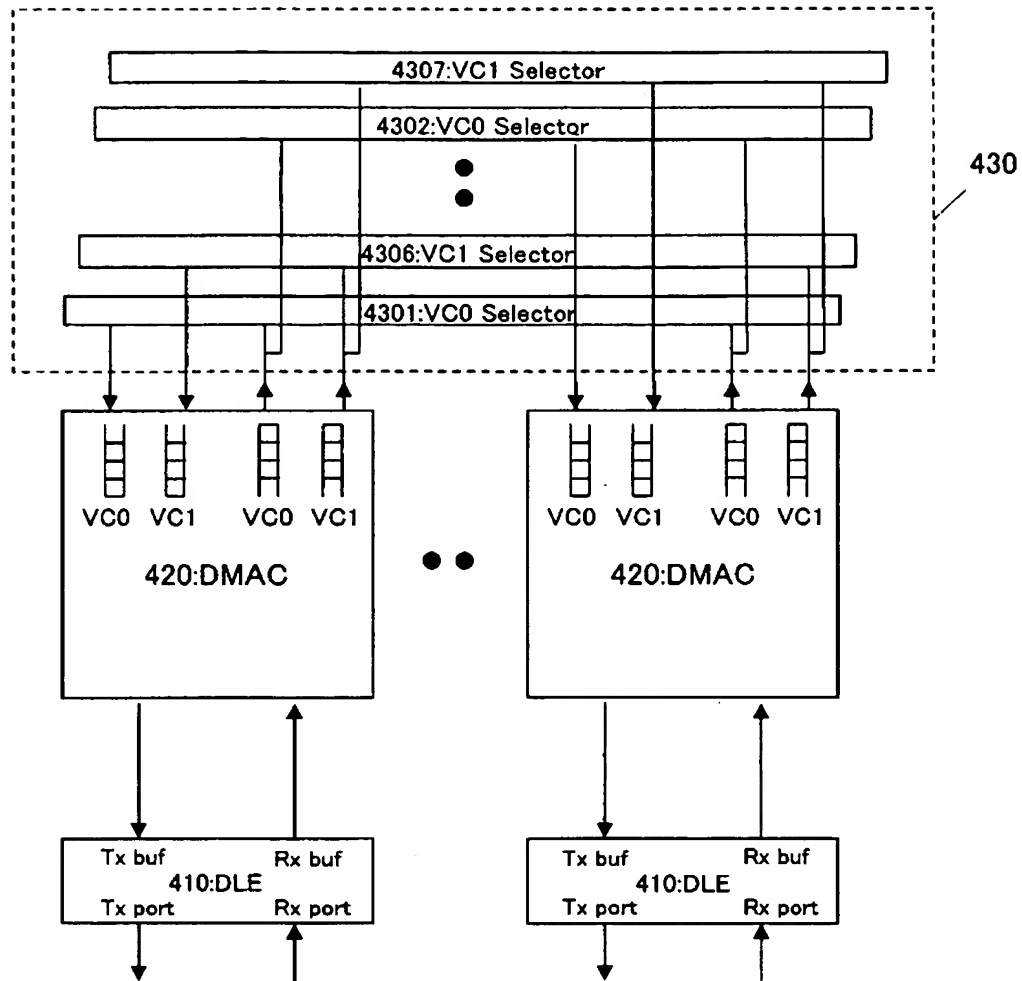 4307:VC1 Selector
4302:VC0 Selector
430
4306:VC1 Selector
4301:VC0 Selector
VC0 VC1 VC0 VC1
420:DMAC
VC0 VC1 VC0 VC1
420:DMAC
Tx buf Rx buf
410:DLE
Tx port Rx port
Tx buf Rx buf
410:DLE
Tx port Rx port